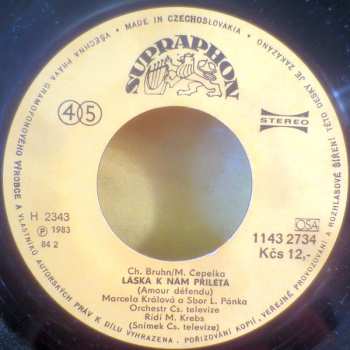 MADE IN CZECHOSLOVAKIA • VŠECHNA PRÁVA GRAMOFONOVÉHO VÝROBCE A VLASTNÍKŮ AUTORSKÝCH PRÁV K DÍLU VYHRAZENA. POŘIZOVÁNÍ KOPIÍ, VEŘEJNÉ PROVOZOVÁNÍ A ROZHLASOVÉ ŠÍŘENÍ TÉTO DESKY JE ZAKÁZÁNO •
SUPRAPHON
45
STEREO
H 2343
Ⓟ 1983
84 2
OSA
1143 2734
Kčs 12,-
Ch. Bruhn/M. Čepelka
LÁSKA K NÁM PŘILÉTÁ
(Amour défendu)
Marcela Králová a Sbor L. Pánka
Orchestr Čs. televize
Řídí M. Krebs
(Snímek Čs. televize)